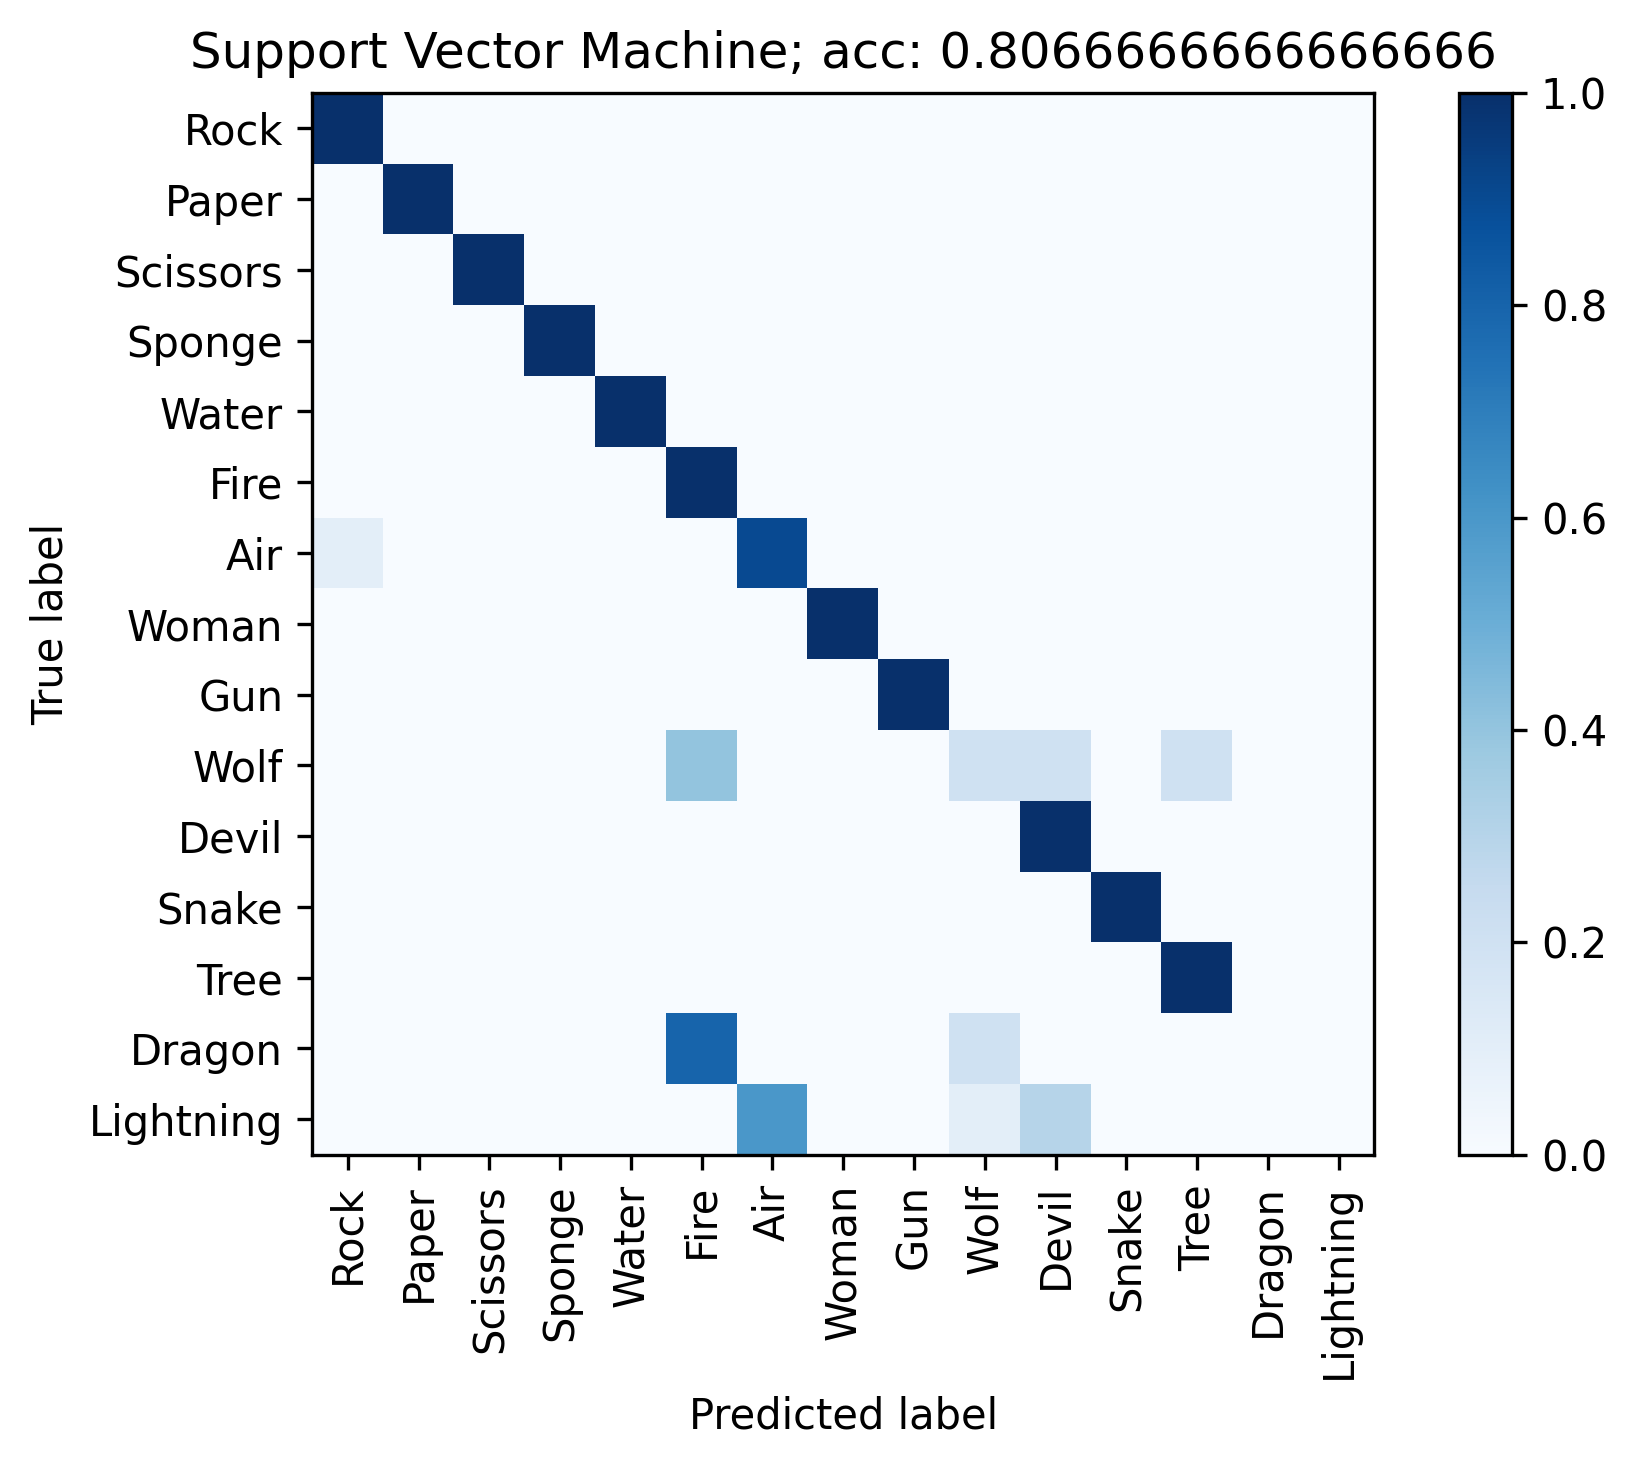 Support Vector Machine; acc: 0.8066666666666666
True label
Rock
Paper
Scissors
Sponge
Water
Fire
Air
Woman
Gun
Wolf
Devil
Snake
Tree
Dragon
Lightning
Rock
Paper
Scissors
Sponge
Water
Fire
Air
Woman
Gun
Wolf
Devil
Snake
Tree
Dragon
Lightning
Predicted label
1.0
0.8
0.6
0.4
0.2
0.0